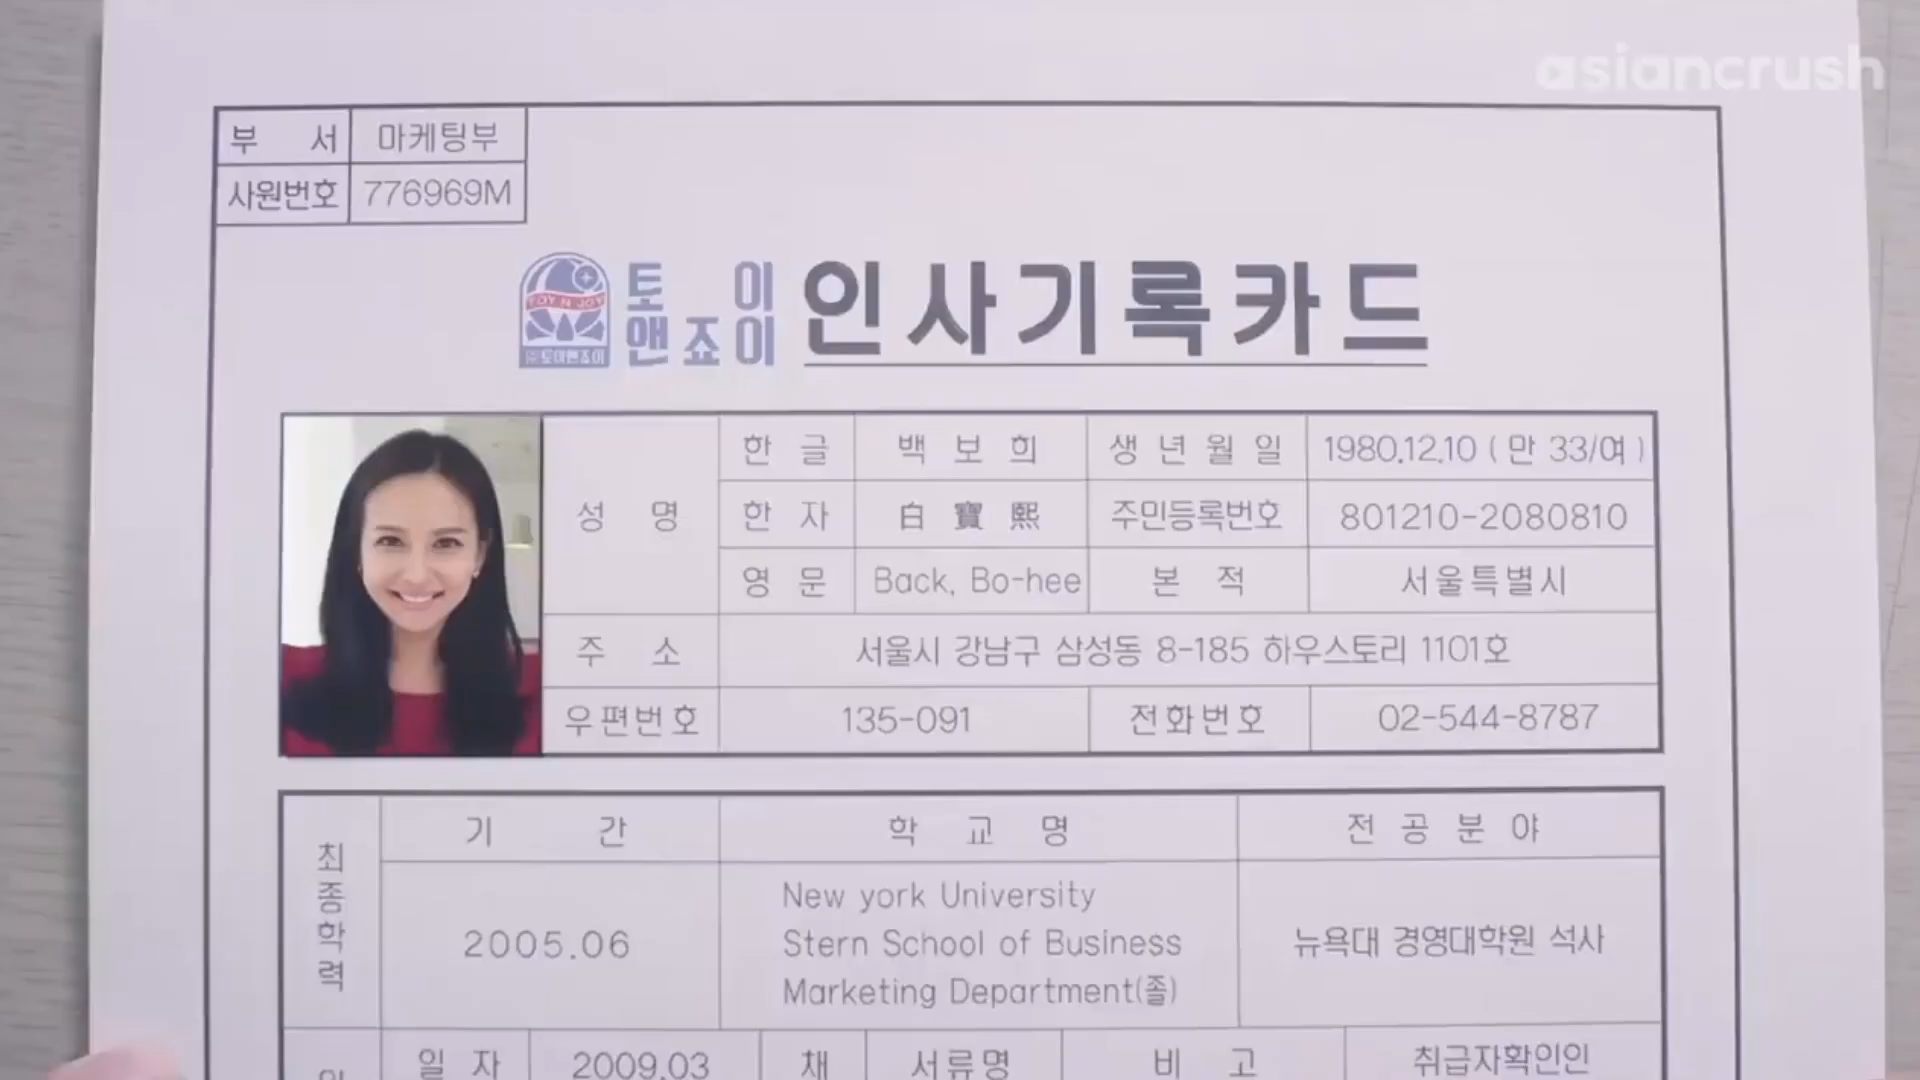 asiancrush
부 서 마케팅부
사원번호 776969M
TOY N JOY
토이
앤죠이
인사기록카드
성 명
한 글 백 보 희 생 년 월 일 1980.12.10 ( 만 33/여 )
한 자 白 寶 熙 주민등록번호 801210-2080810
영 문 Back, Bo-hee 본 적 서울특별시
주 소 서울시 강남구 삼성동 8-185 하우스토리 1101호
우편번호 135-091 전화번호 02-544-8787
최종학력
기 간 학 교 명 전 공 분 야
2005.06
New york University
Stern School of Business
Marketing Department(졸)
뉴욕대 경영대학원 석사
일 자 2009.03 채 서류명 비 고 취급자확인인